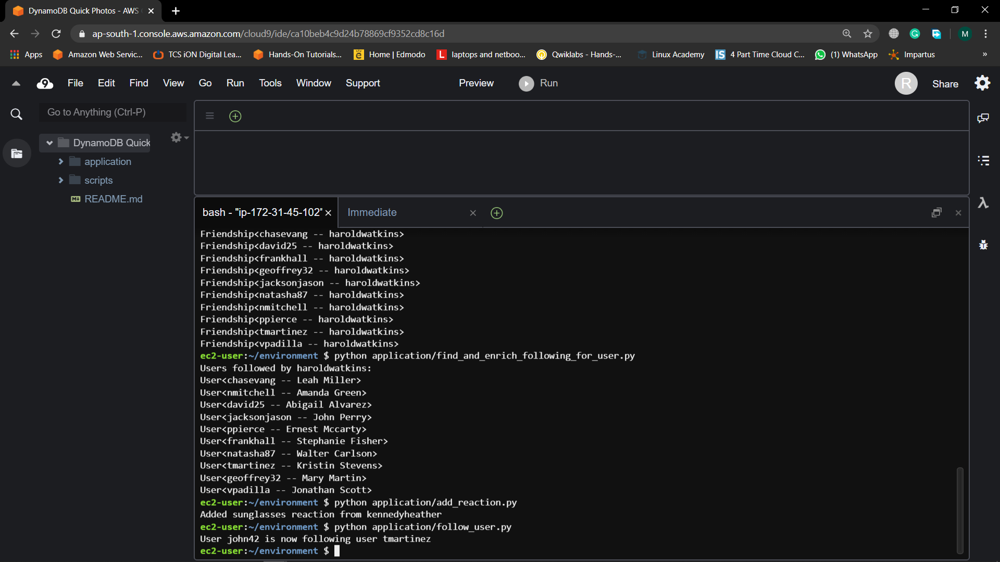 DynamoDB Quick Photos - AWS
ap-south-1.console.aws.amazon.com/cloud9/ide/ca10beb4c9d24b78869cf9352cd8c16d
M
Apps Amazon Web Servic... TCS iON Digital Lea... Hands-On Tutorials... Home | Edmodo laptops and netboo... Qwiklabs - Hands-... Linux Academy 4 Part Time Cloud C... (1) WhatsApp Impartus »
File Edit Find View Go Run Tools Window Support Preview Run R Share
Go to Anything (Ctrl-P)
DynamoDB Quick
application
scripts
README.md
bash - "ip-172-31-45-102" Immediate
Friendship<chasevang -- haroldwatkins>
Friendship<david25 -- haroldwatkins>
Friendship<frankhall -- haroldwatkins>
Friendship<geoffrey32 -- haroldwatkins>
Friendship<jacksonjason -- haroldwatkins>
Friendship<natasha87 -- haroldwatkins>
Friendship<nmitchell -- haroldwatkins>
Friendship<ppierce -- haroldwatkins>
Friendship<tmartinez -- haroldwatkins>
Friendship<vpadilla -- haroldwatkins>
ec2-user:~/environment $ python application/find_and_enrich_following_for_user.py
Users followed by haroldwatkins:
User<chasevang -- Leah Miller>
User<nmitchell -- Amanda Green>
User<david25 -- Abigail Alvarez>
User<jacksonjason -- John Perry>
User<ppierce -- Ernest Mccarty>
User<frankhall -- Stephanie Fisher>
User<natasha87 -- Walter Carlson>
User<tmartinez -- Kristin Stevens>
User<geoffrey32 -- Mary Martin>
User<vpadilla -- Jonathan Scott>
ec2-user:~/environment $ python application/add_reaction.py
Added sunglasses reaction from kennedyheather
ec2-user:~/environment $ python application/follow_user.py
User john42 is now following user tmartinez
ec2-user:~/environment $